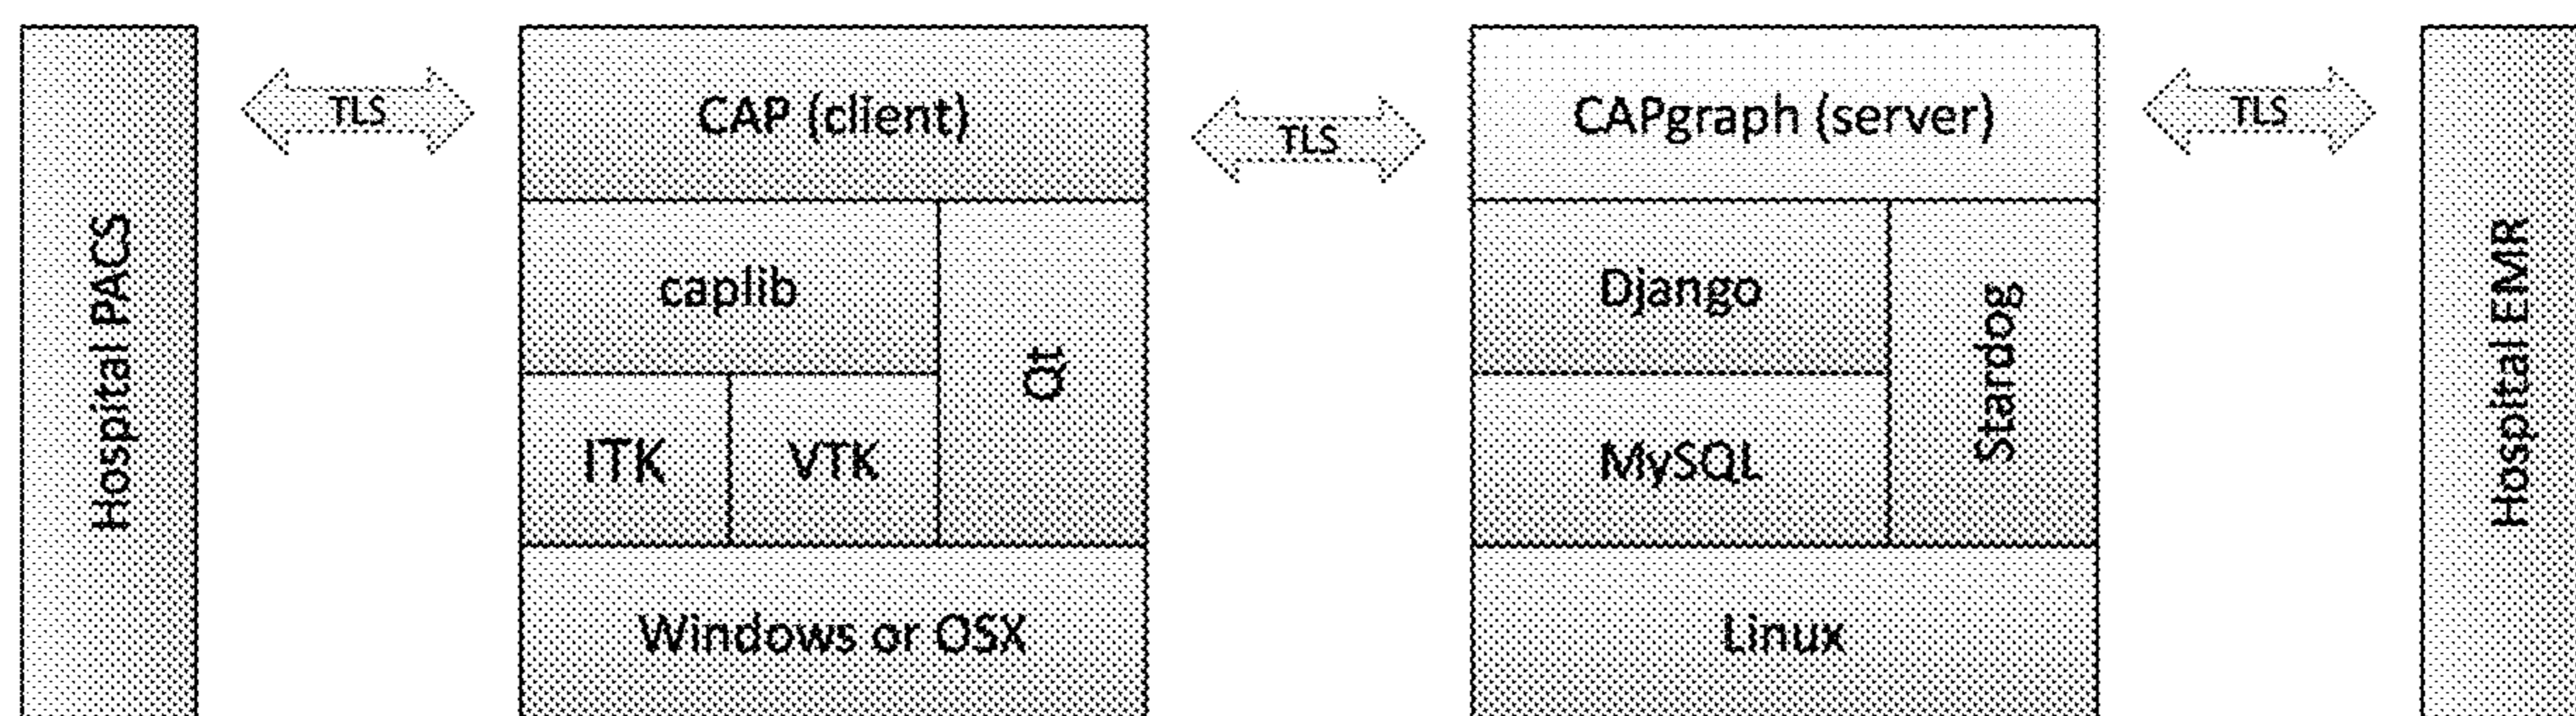 Hospital PACS
TLS
CAP (client)
caplib
Qt
ITK
VTK
Windows or OSX
TLS
CAPgraph (server)
Django
Stardog
MySQL
Linux
TLS
Hospital EMR